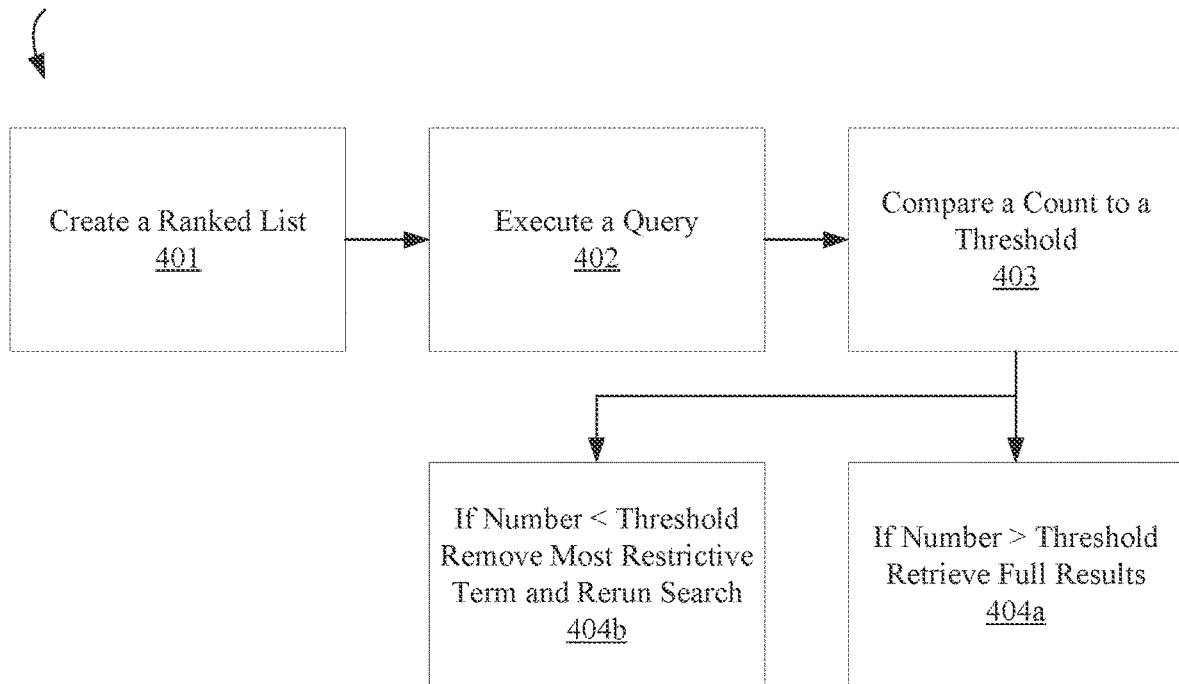 Create a Ranked List
401
Execute a Query
402
Compare a Count to a
Threshold
403
If Number < Threshold
Remove Most Restrictive
Term and Rerun Search
404b
If Number > Threshold
Retrieve Full Results
404a